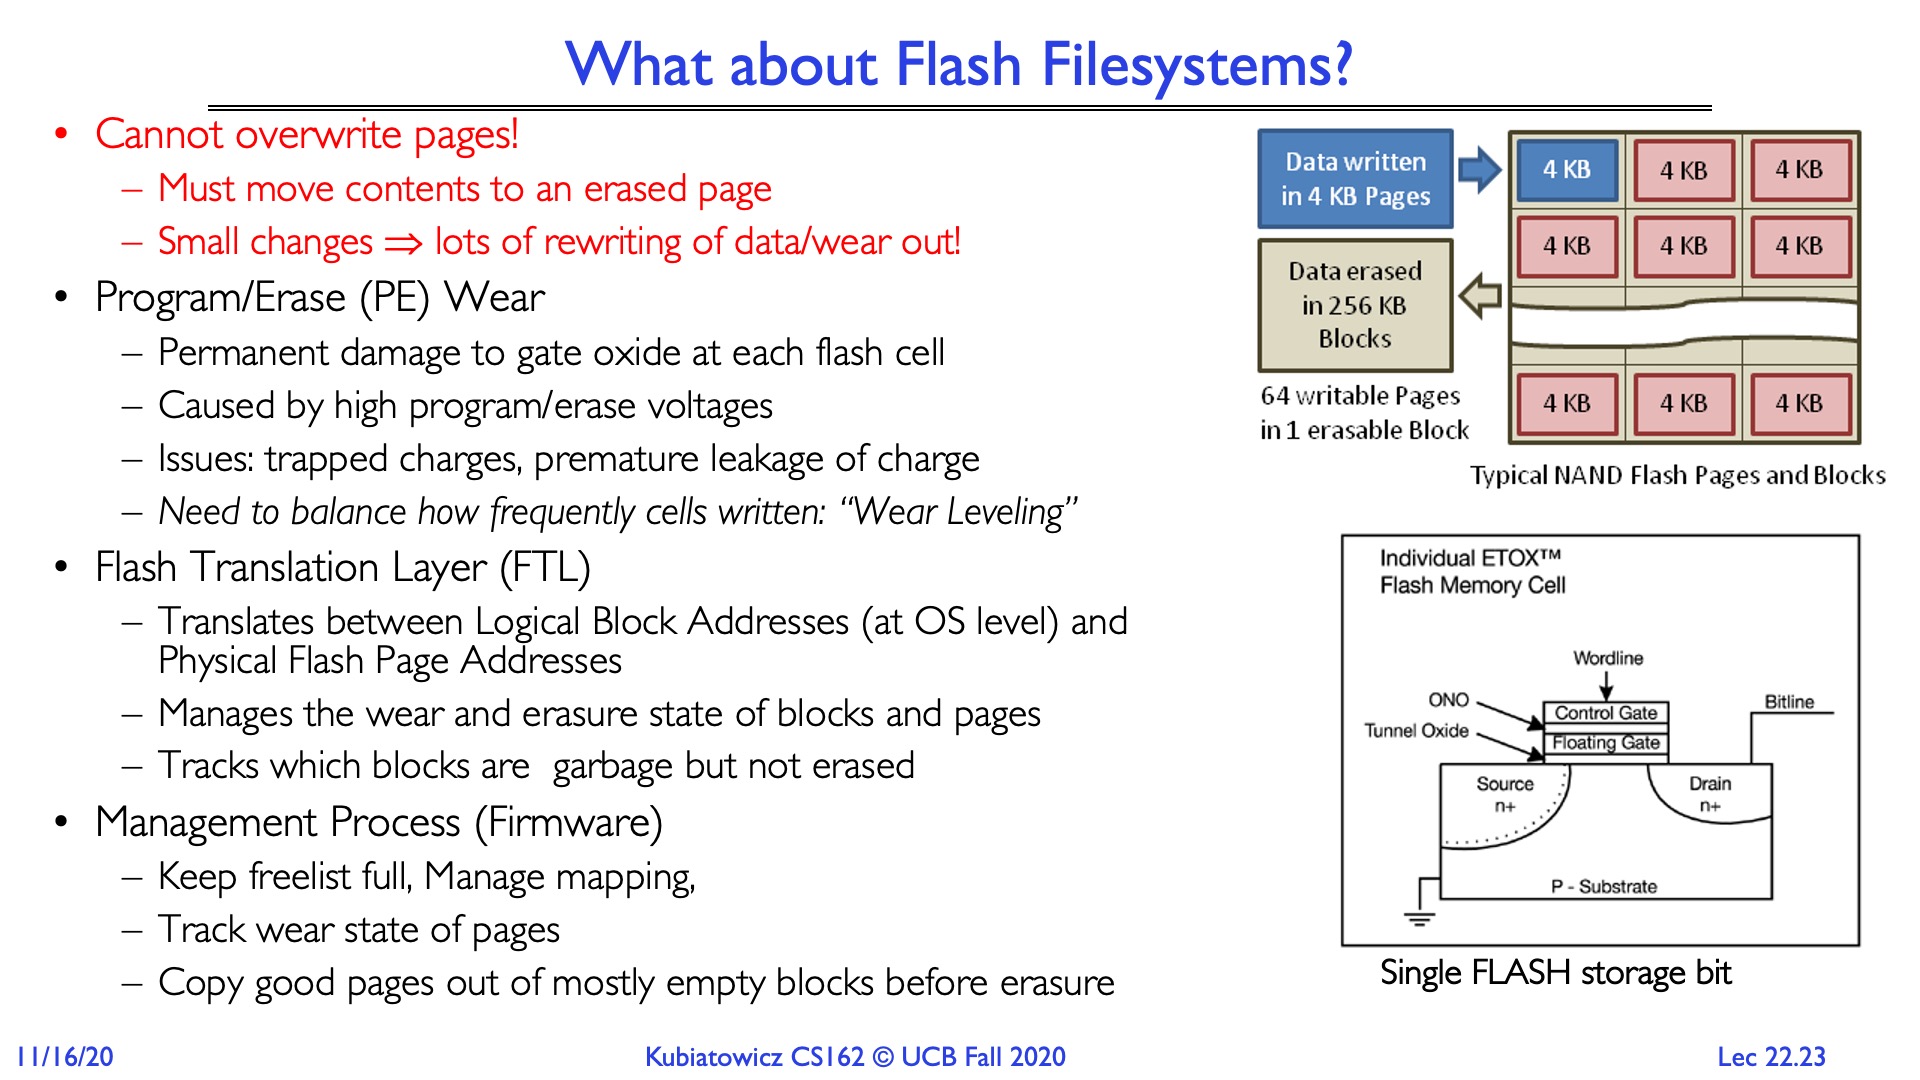 What about Flash Filesystems?
• Cannot overwrite pages!
– Must move contents to an erased page
– Small changes ⇒ lots of rewriting of data/wear out!
• Program/Erase (PE) Wear
– Permanent damage to gate oxide at each flash cell
– Caused by high program/erase voltages
– Issues: trapped charges, premature leakage of charge
– Need to balance how frequently cells written: “Wear Leveling”
• Flash Translation Layer (FTL)
– Translates between Logical Block Addresses (at OS level) and
Physical Flash Page Addresses
– Manages the wear and erasure state of blocks and pages
– Tracks which blocks are  garbage but not erased
• Management Process (Firmware)
– Keep freelist full, Manage mapping,
– Track wear state of pages
– Copy good pages out of mostly empty blocks before erasure
Data written
in 4 KB Pages
Data erased
in 256 KB
Blocks
64 writable Pages
in 1 erasable Block
4 KB 4 KB 4 KB
4 KB 4 KB 4 KB
4 KB 4 KB 4 KB
Typical NAND Flash Pages and Blocks
Individual ETOX™
Flash Memory Cell
Wordline
ONO
Control Gate
Bitline
Tunnel Oxide
Floating Gate
Source
n+
Drain
n+
P - Substrate
Single FLASH storage bit
11/16/20
Kubiatowicz CS162 © UCB Fall 2020
Lec 22.23